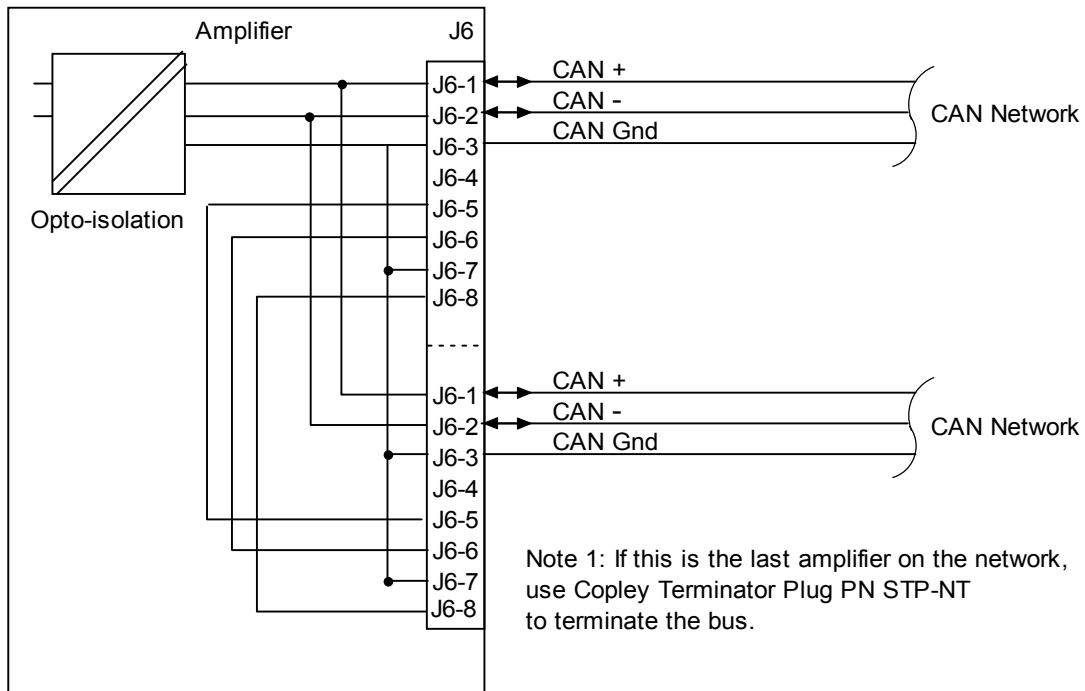 Amplifier
J6
Opto-isolation
J6-1
J6-2
J6-3
J6-4
J6-5
J6-6
J6-7
J6-8
CAN +
CAN -
CAN Gnd
CAN Network
J6-1
J6-2
J6-3
J6-4
J6-5
J6-6
J6-7
J6-8
CAN +
CAN -
CAN Gnd
CAN Network
Note 1: If this is the last amplifier on the network,
use Copley Terminator Plug PN STP-NT
to terminate the bus.